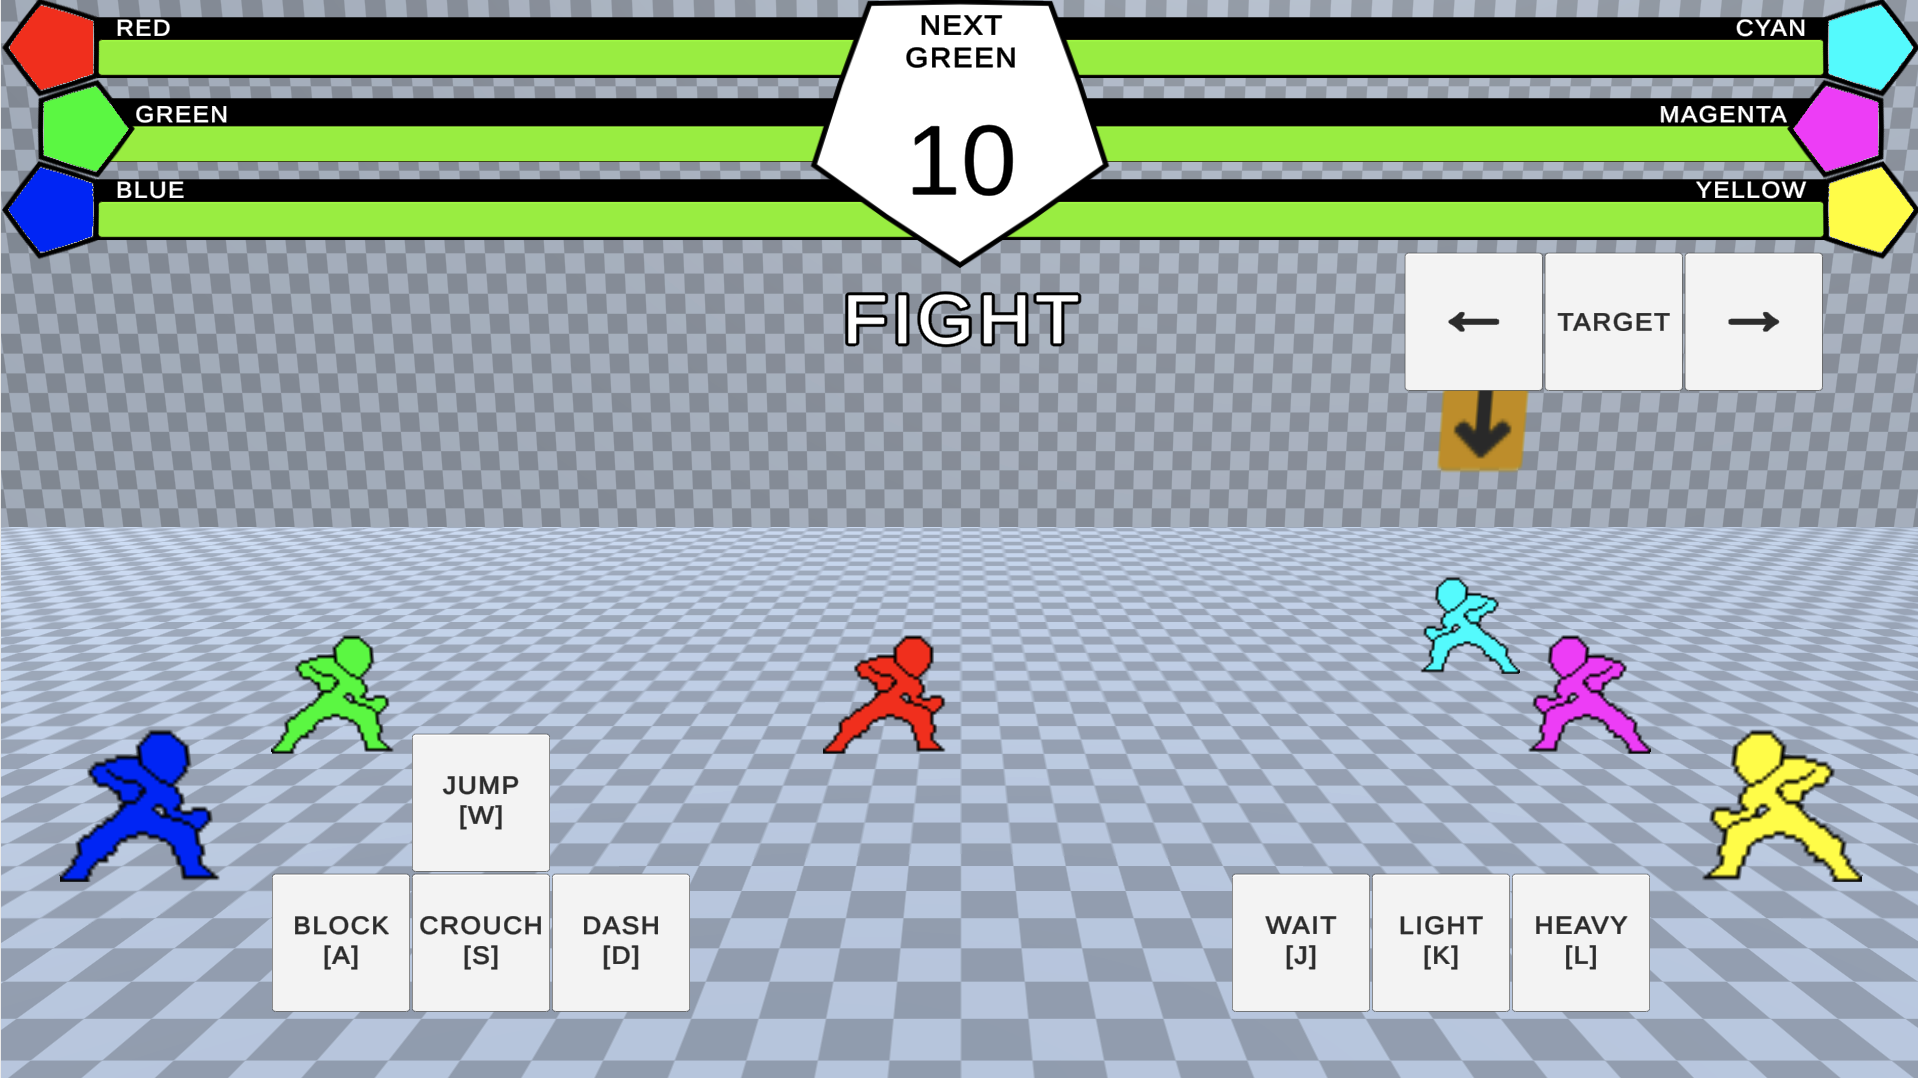 RED
NEXT
GREEN
10
CYAN
GREEN
MAGENTA
BLUE
YELLOW
FIGHT
←
TARGET
→
JUMP
[W]
BLOCK
[A]
CROUCH
[S]
DASH
[D]
WAIT
[J]
LIGHT
[K]
HEAVY
[L]